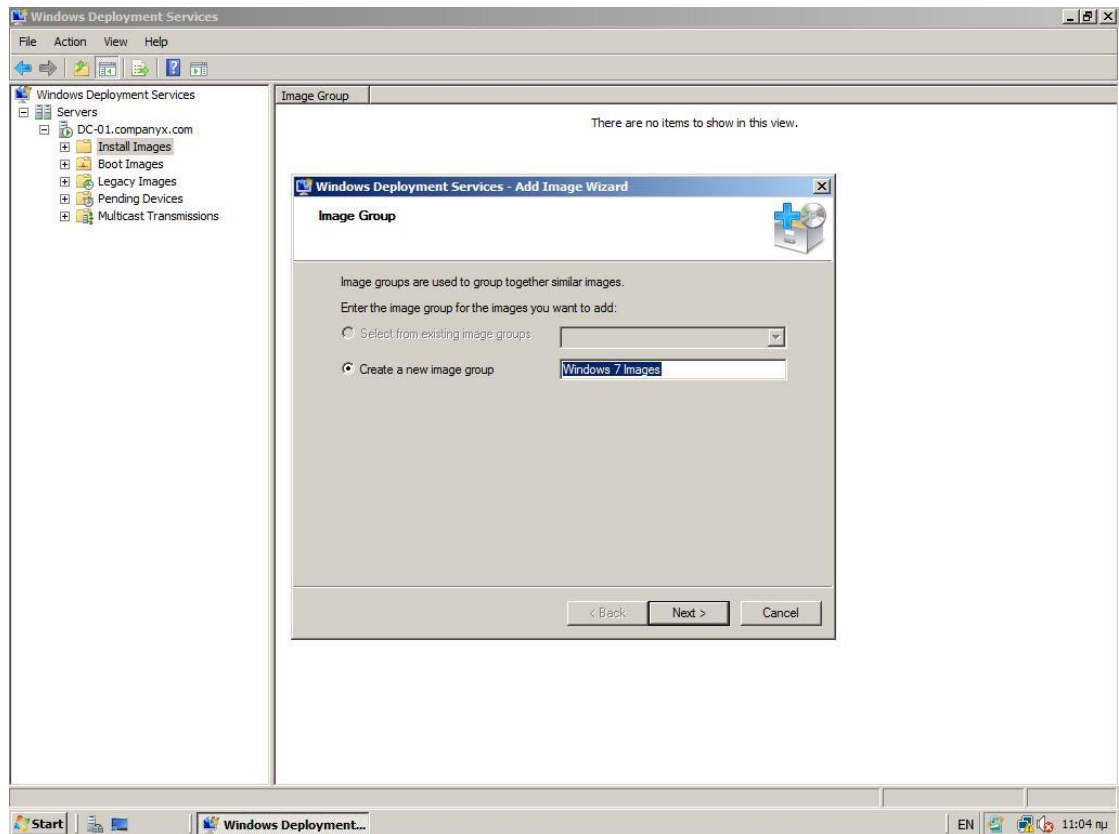 Windows Deployment Services
File Action View Help
Windows Deployment Services
Servers
DC-01.companyx.com
Install Images
Boot Images
Legacy Images
Pending Devices
Multicast Transmissions
Image Group
There are no items to show in this view.
Windows Deployment Services - Add Image Wizard
Image Group
Image groups are used to group together similar images.
Enter the image group for the images you want to add:
Select from existing image groups
Create a new image group
Windows 7 Images
< Back
Next >
Cancel
Start
Windows Deployment...
EN
11:04 πμ